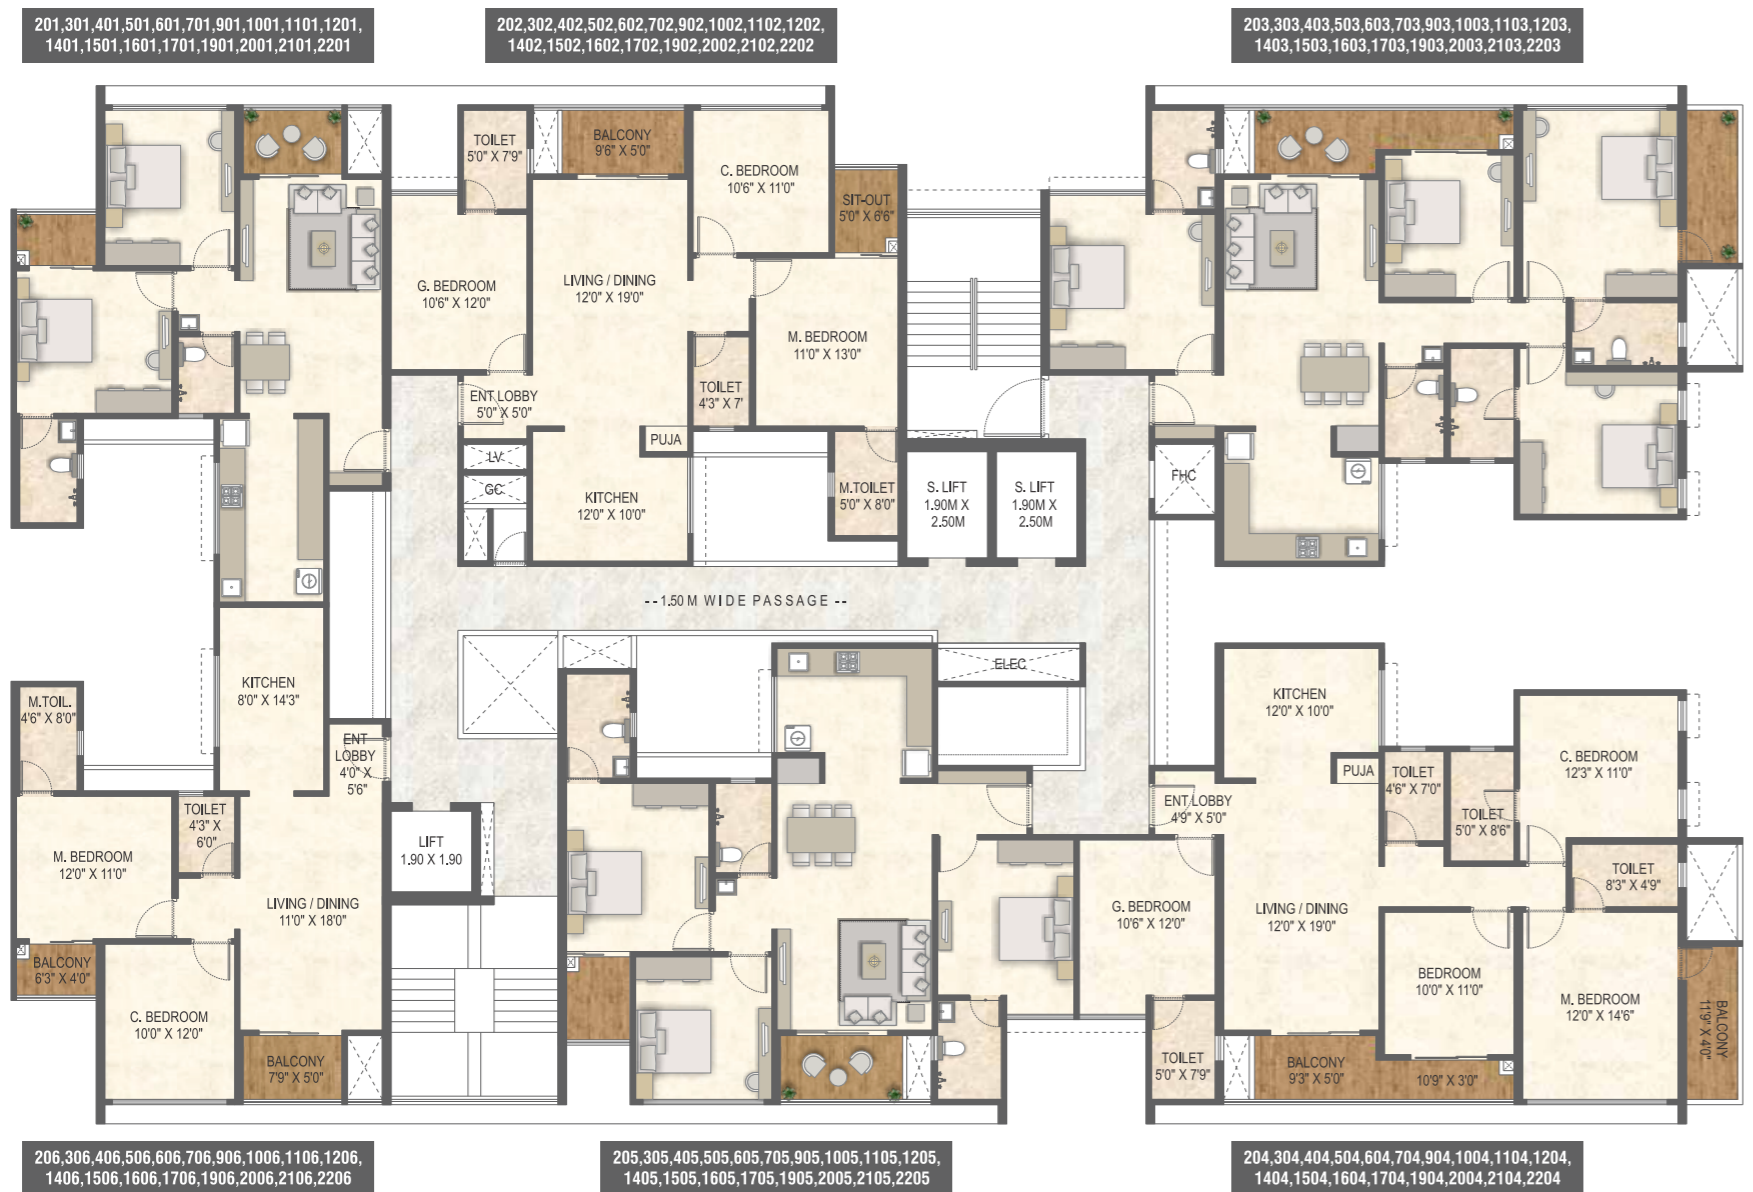 201,301,401,501,601,701,901,1001,1101,1201,
1401,1501,1601,1701,1901,2001,2101,2201
202,302,402,502,602,702,902,1002,1102,1202,
1402,1502,1602,1702,1902,2002,2102,2202
203,303,403,503,603,703,903,1003,1103,1203,
1403,1503,1603,1703,1903,2003,2103,2203
TOILET
5'0" X 7'9"
BALCONY
9'6" X 5'0"
C. BEDROOM
10'6" X 11'0"
SIT-OUT
5'0" X 6'6"
G. BEDROOM
10'6" X 12'0"
LIVING / DINING
12'0" X 19'0"
M. BEDROOM
11'0" X 13'0"
TOILET
4'3" X 7'
ENT LOBBY
5'0" X 5'0"
PUJA
LV
GC
KITCHEN
12'0" X 10'0"
M.TOILET
5'0" X 8'0"
S. LIFT
1.90M X
2.50M
S. LIFT
1.90M X
2.50M
FHC
--1.50 M WIDE PASSAGE --
ELEC
KITCHEN
8'0" X 14'3"
M.TOIL.
4'6" X 8'0"
ENT
LOBBY
4'0" X
5'6"
TOILET
4'3" X
6'0"
M. BEDROOM
12'0" X 11'0"
LIFT
1.90 X 1.90
LIVING / DINING
11'0" X 18'0"
BALCONY
6'3" X 4'0"
C. BEDROOM
10'0" X 12'0"
BALCONY
7'9" X 5'0"
KITCHEN
12'0" X 10'0"
PUJA
TOILET
4'6" X 7'0"
C. BEDROOM
12'3" X 11'0"
ENT LOBBY
4'9" X 5'0"
TOILET
5'0" X 8'6"
TOILET
8'3" X 4'9"
G. BEDROOM
10'6" X 12'0"
LIVING / DINING
12'0" X 19'0"
BEDROOM
10'0" X 11'0"
M. BEDROOM
12'0" X 14'6"
BALCONY
11'9" X 4'0"
TOILET
5'0" X 7'9"
BALCONY
9'3" X 5'0"
10'9" X 3'0"
206,306,406,506,606,706,906,1006,1106,1206,
1406,1506,1606,1706,1906,2006,2106,2206
205,305,405,505,605,705,905,1005,1105,1205,
1405,1505,1605,1705,1905,2005,2105,2205
204,304,404,504,604,704,904,1004,1104,1204,
1404,1504,1604,1704,1904,2004,2104,2204